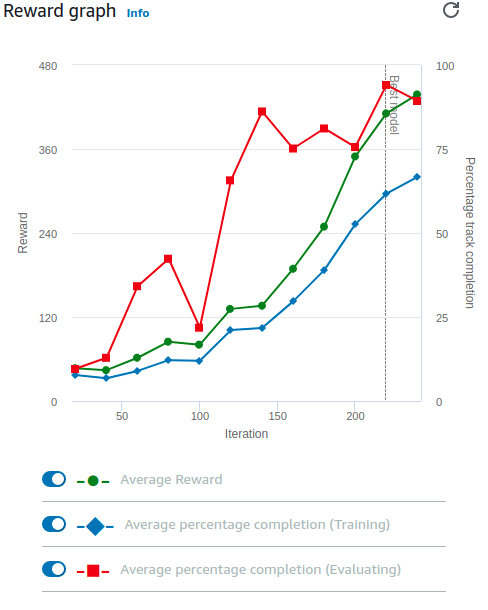 Reward graph Info
480
360
240
120
0
100
75
50
25
0
Reward
Percentage track completion
Best model
50 100 150 200
Iteration
Average Reward
Average percentage completion (Training)
Average percentage completion (Evaluating)